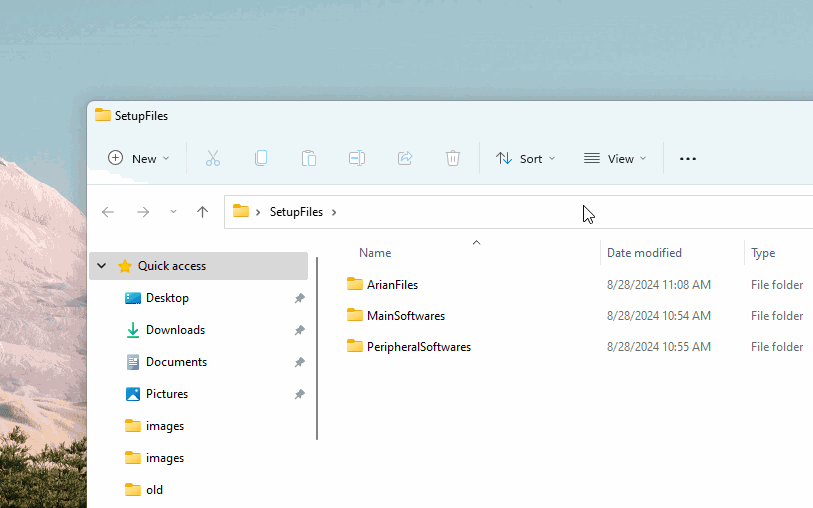 SetupFiles
New Sort View
SetupFiles
Name Date modified Type
Quick access
Desktop
Downloads
Documents
Pictures
images
images
old
ArianFiles 8/28/2024 11:08 AM File folder
MainSoftwares 8/28/2024 10:54 AM File folder
PeripheralSoftwares 8/28/2024 10:55 AM File folder